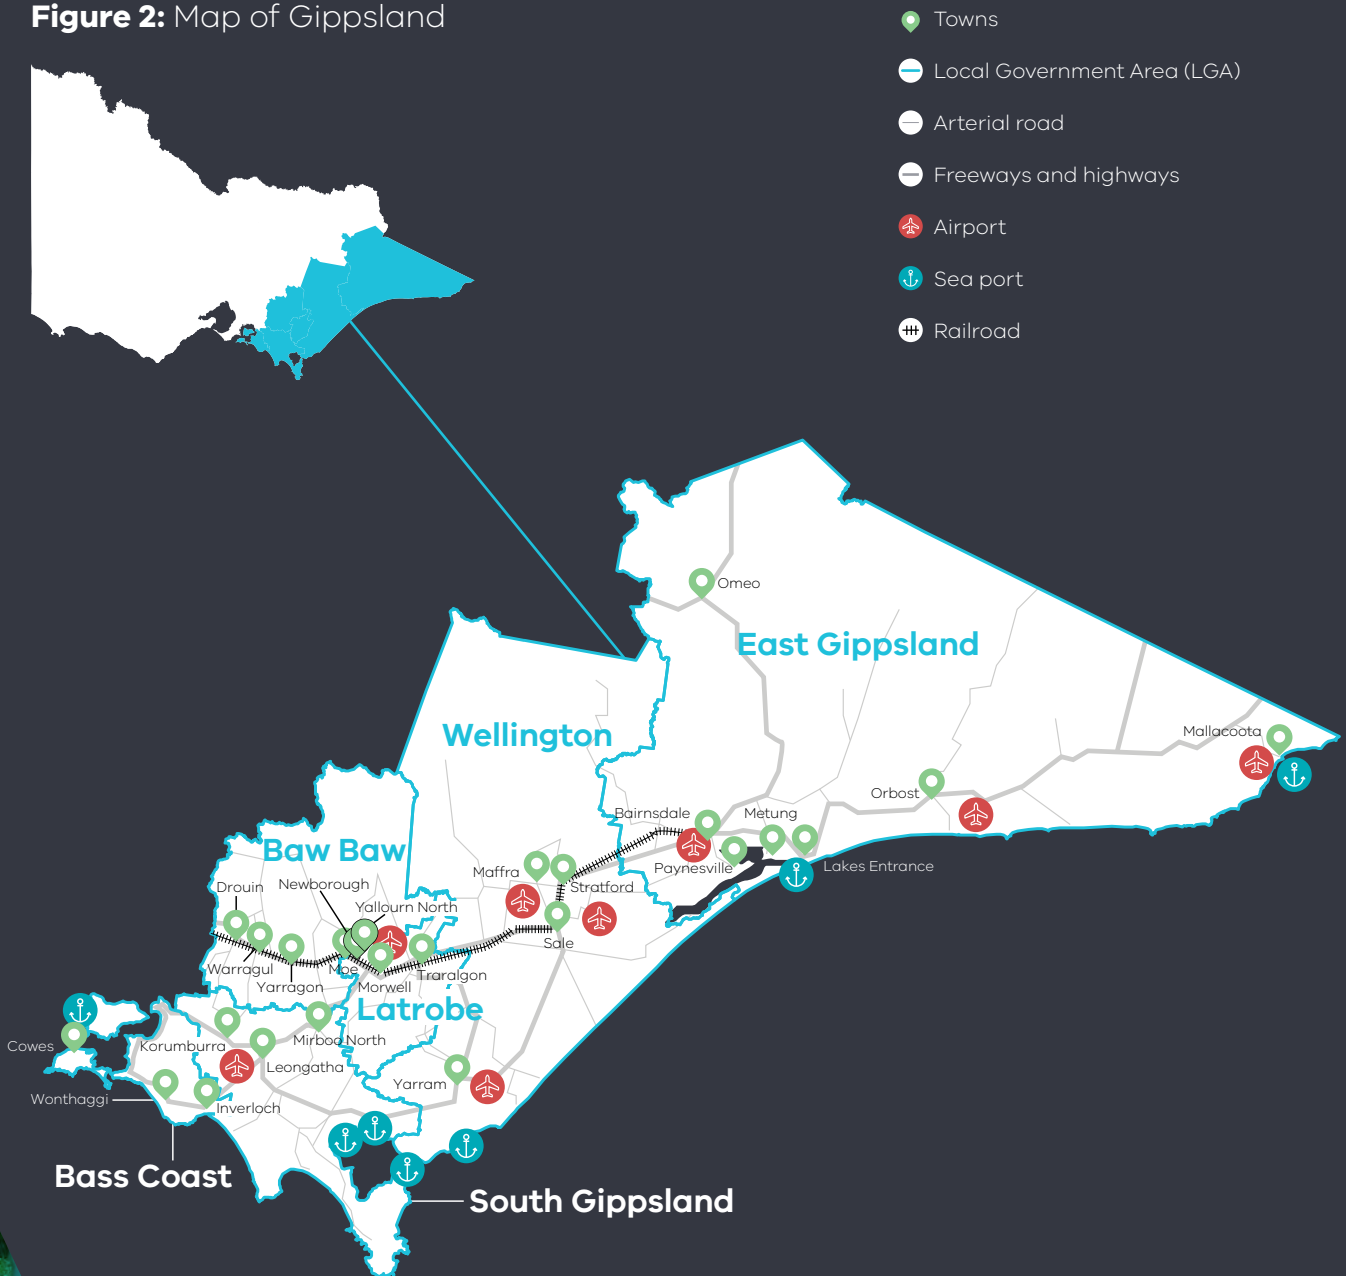 Figure 2: Map of Gippsland
Towns
Local Government Area (LGA)
Arterial road
Freeways and highways
Airport
Sea port
Railroad
Omeo
East Gippsland
Wellington
Mallacoota
Orbost
Bairnsdale
Metung
Baw Baw
Paynesville
Lakes Entrance
Maffra
Stratford
Drouin
Newborough
Yallourn North
Sale
Warragul
Moe
Traralgon
Yarragon
Morwell
Latrobe
Cowes
Korumburra
Mirboo North
Leongatha
Yarram
Wonthaggi
Inverloch
Bass Coast
South Gippsland